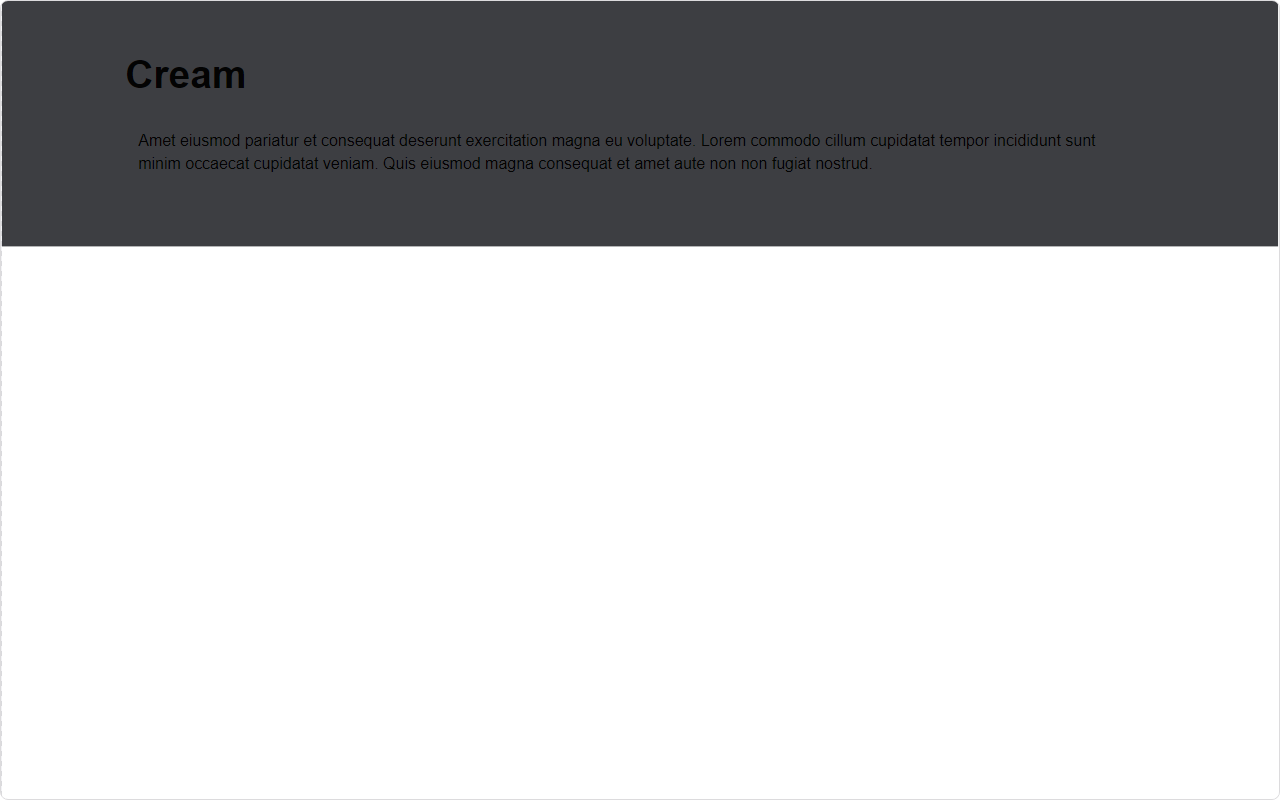 Cream
Amet eiusmod pariatur et consequat deserunt exercitation magna eu voluptate. Lorem commodo cillum cupidatat tempor incididunt sunt
minim occaecat cupidatat veniam. Quis eiusmod magna consequat et amet aute non non fugiat nostrud.